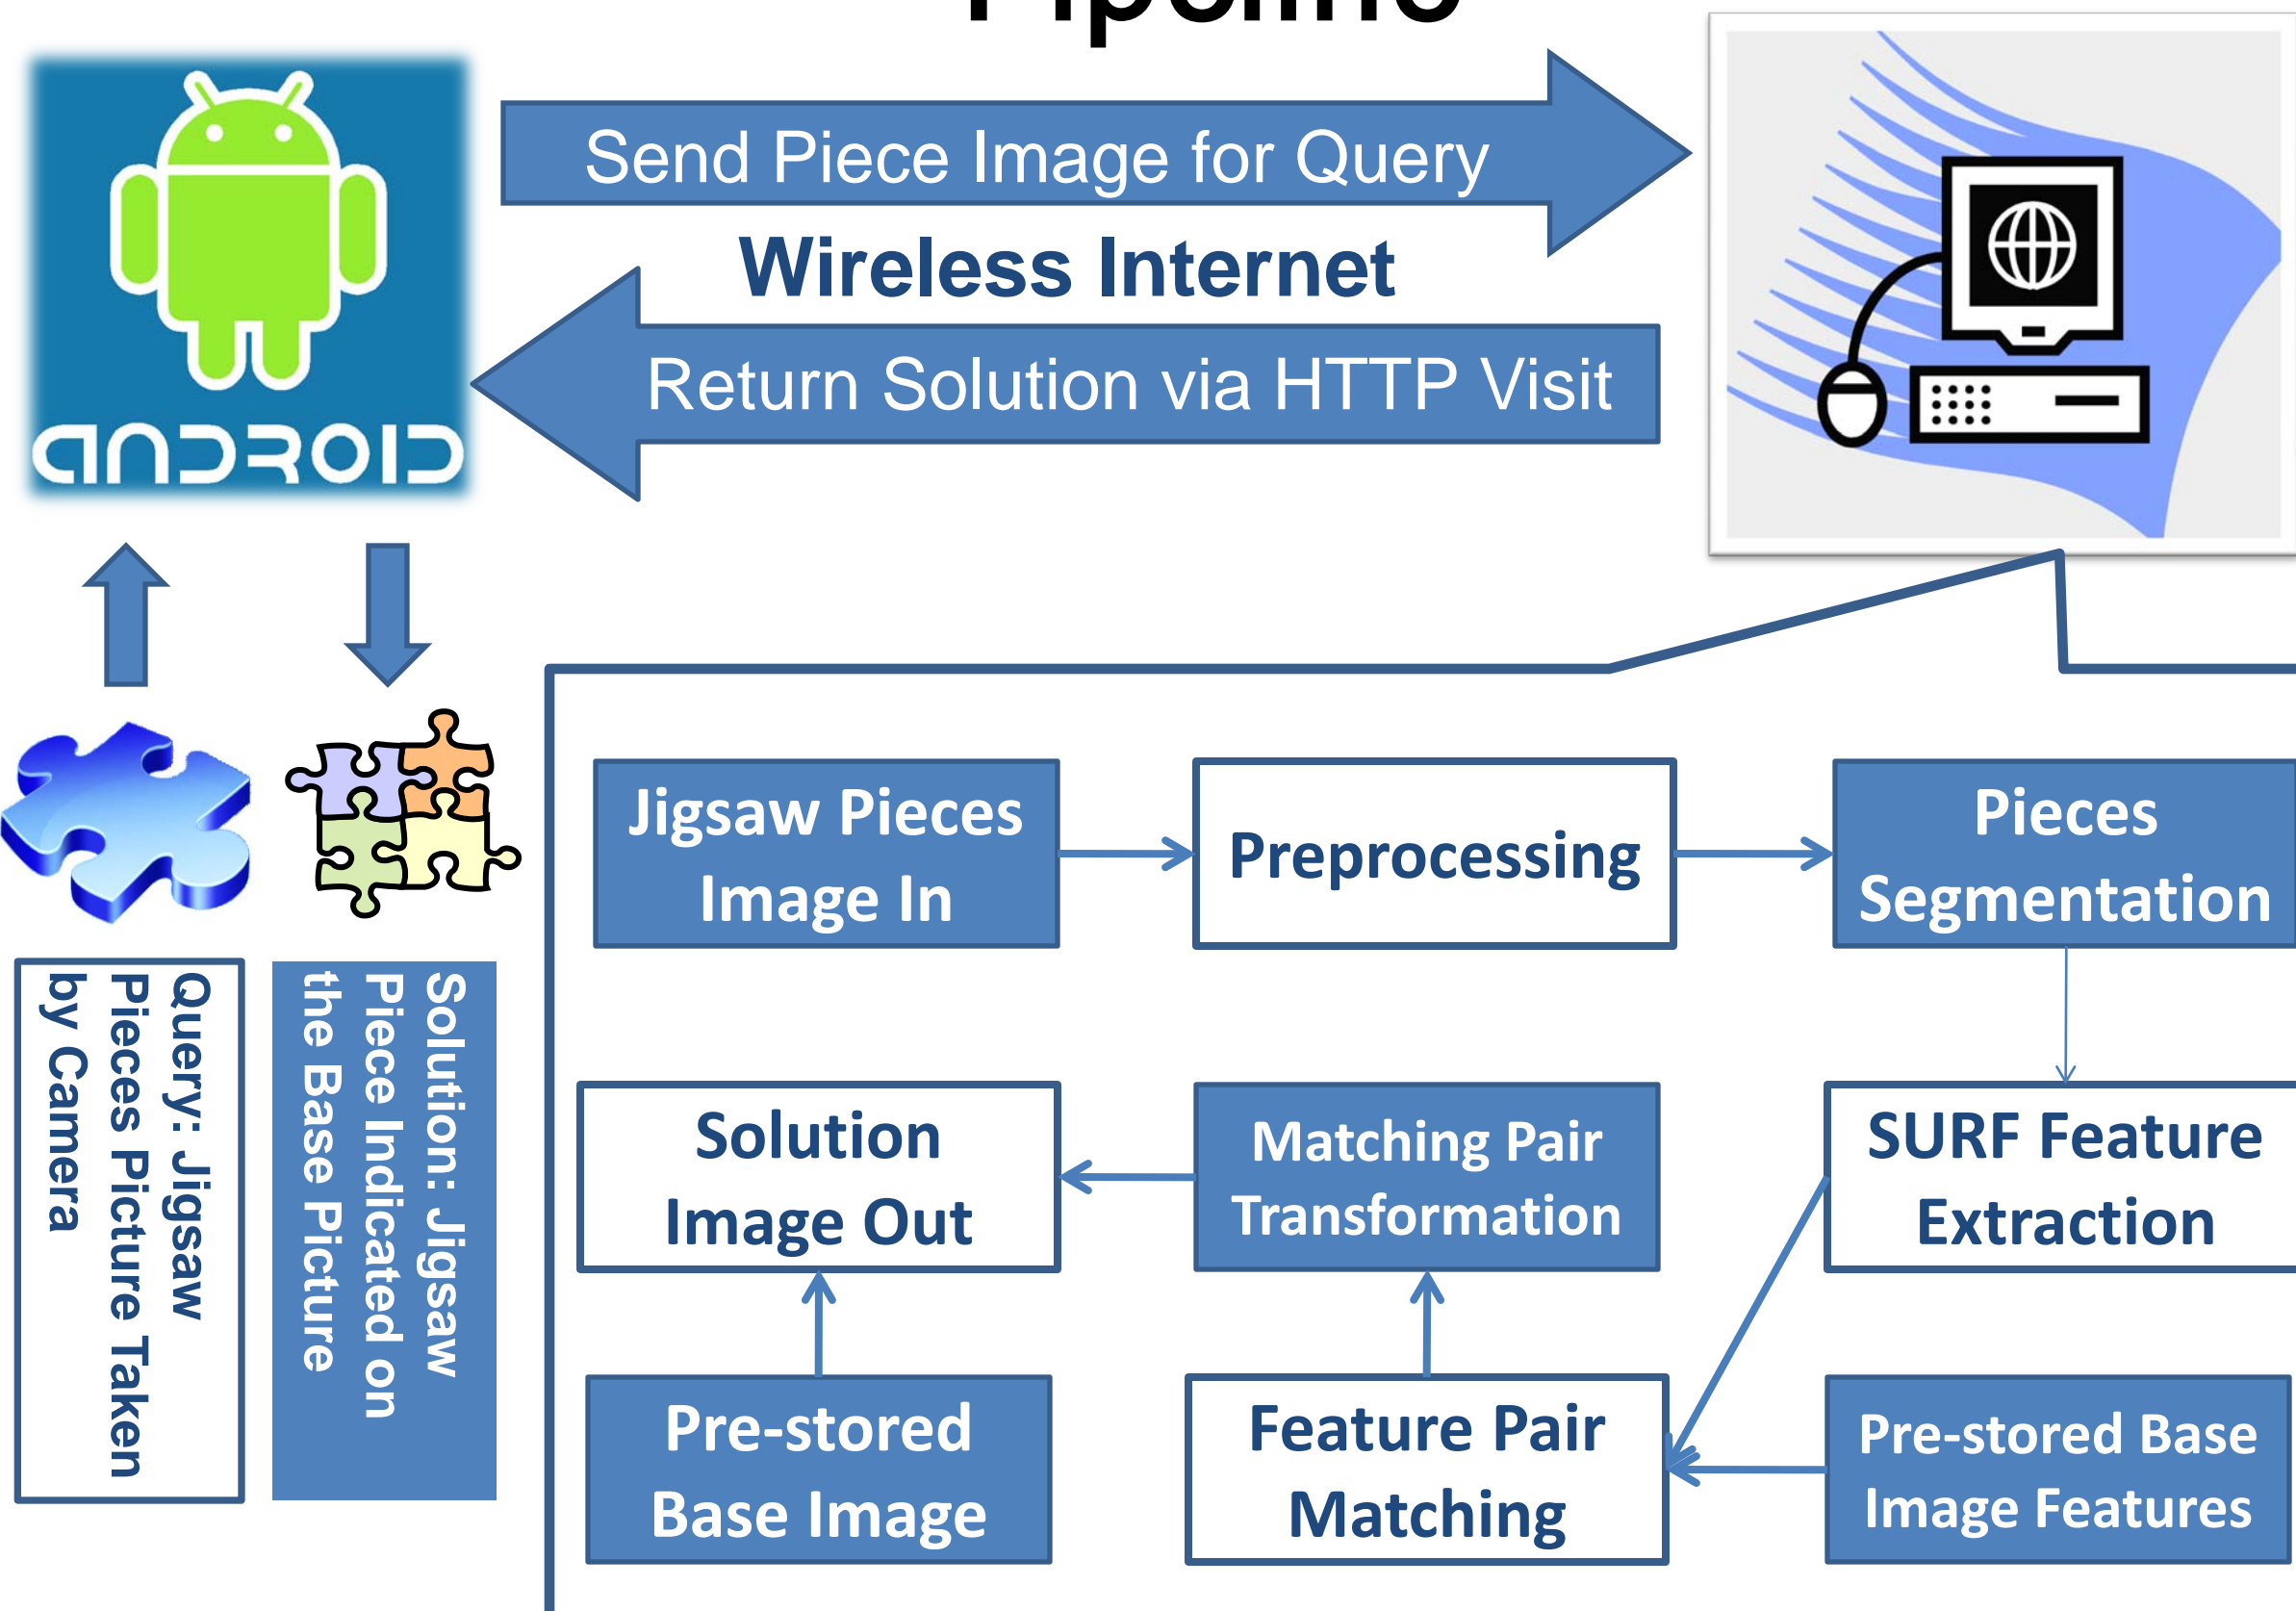 Pipeline
Send Piece Image for Query
Wireless Internet
Return Solution via HTTP Visit
ANDROID
Query: Jigsaw
Pieces Picture Taken
by Camera
Solution: Jigsaw
Piece Indicated on
the Base Picture
Jigsaw Pieces
Image In
Preprocessing
Pieces
Segmentation
Solution
Image Out
Matching Pair
Transformation
SURF Feature
Extraction
Pre-stored
Base Image
Feature Pair
Matching
Pre-stored Base
Image Features